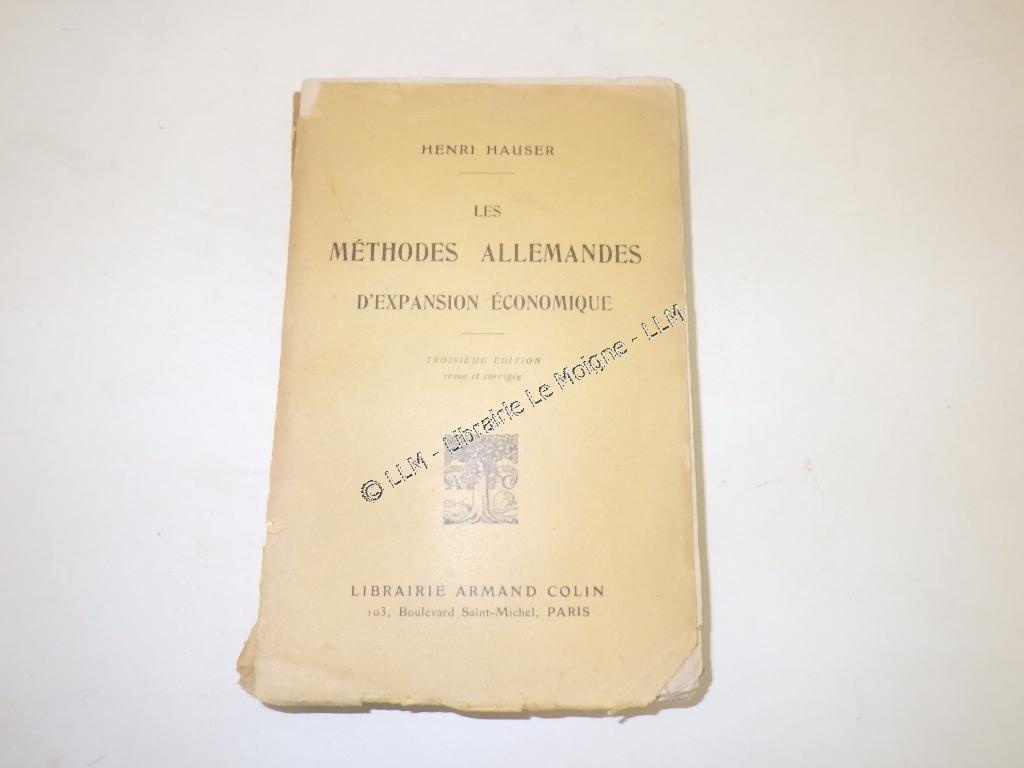 HENRI HAUSER
LES
MÉTHODES ALLEMANDES
D'EXPANSION ÉCONOMIQUE
TROISIÈME ÉDITION
revue et corrigée
© LLM - Librairie Le Moigne - LLM
LIBRAIRIE ARMAND COLIN
103, Boulevard Saint-Michel, PARIS